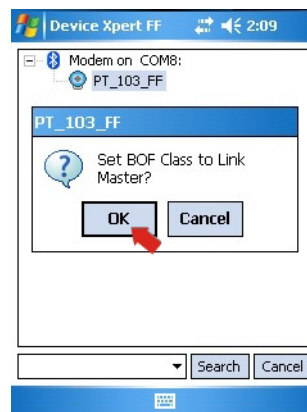 Device Xpert FF 2:09
Modem on COM8:
PT_103_FF
PT_103_FF
Set BOF Class to Link
Master?
OK Cancel
Search Cancel